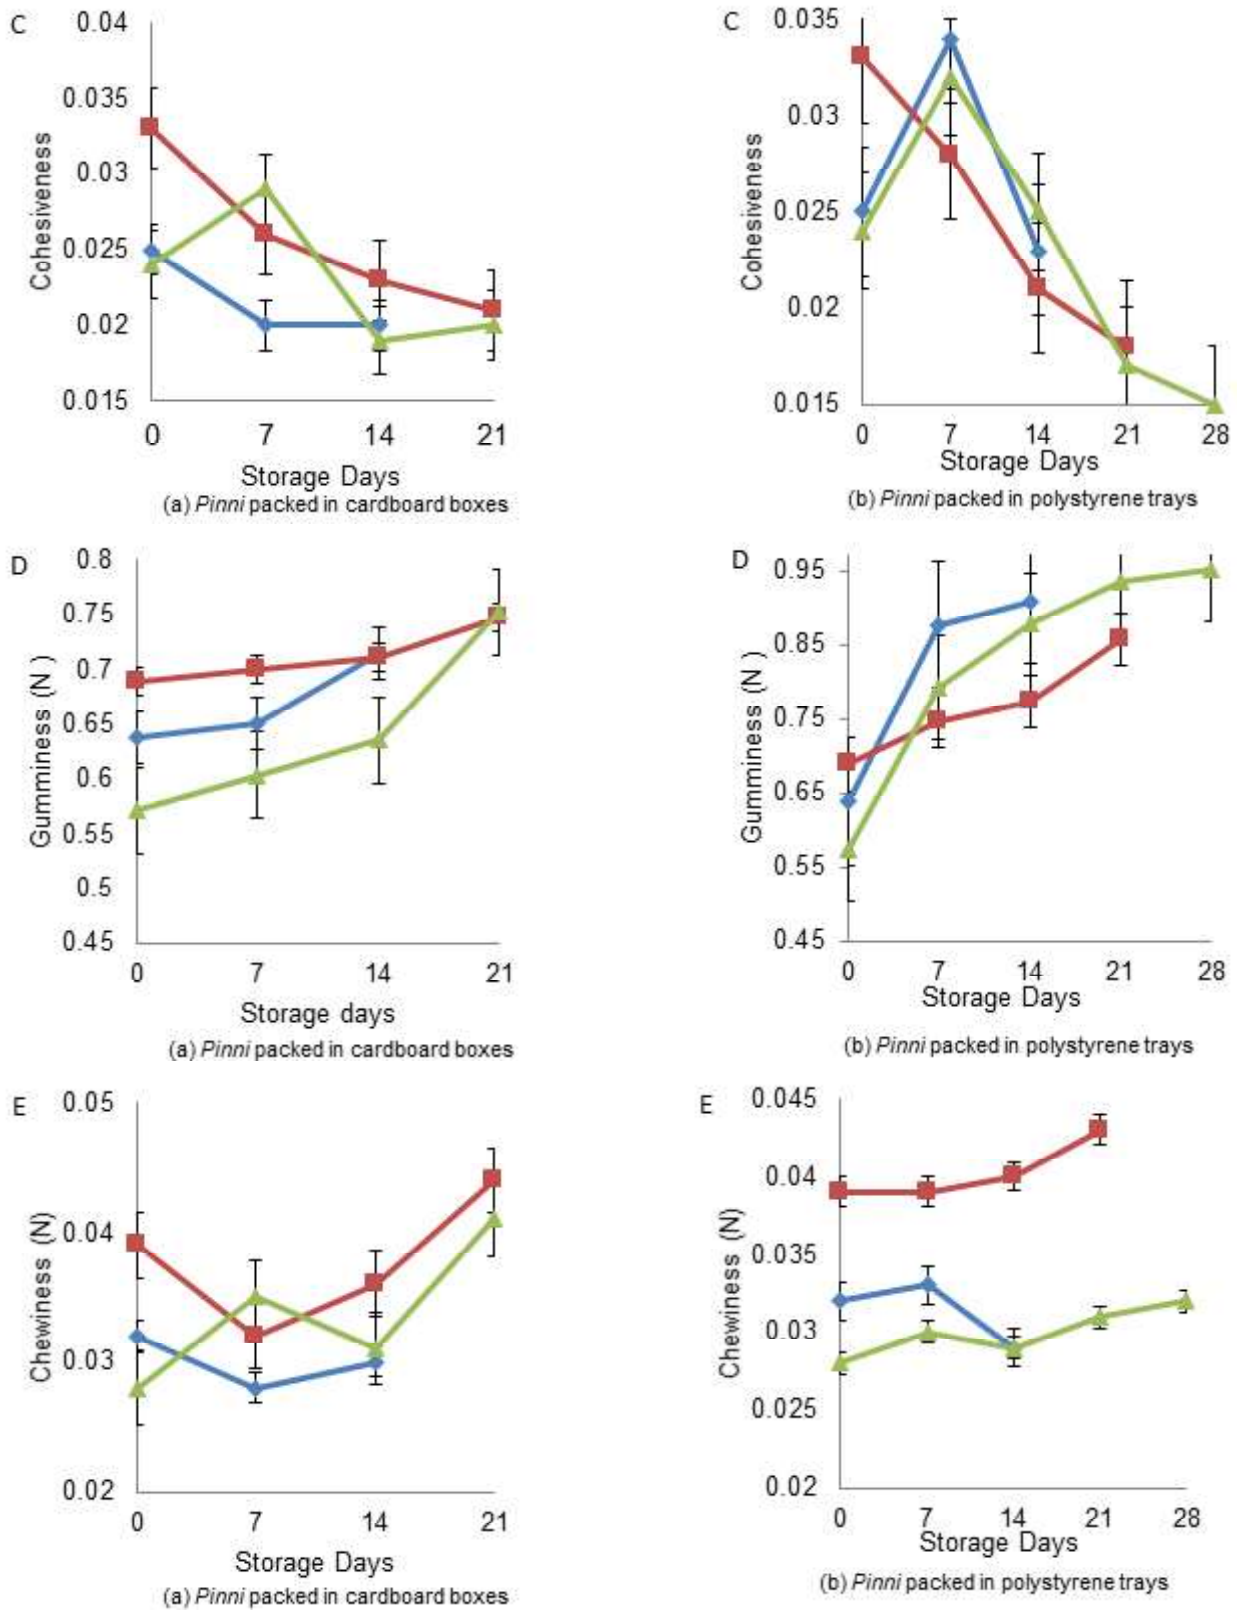 C
0.04
0.035
0.03
0.025
0.02
0.015
Cohesiveness
0 7 14 21
Storage Days
(a) Pinni packed in cardboard boxes
C
0.035
0.03
0.025
0.02
0.015
Cohesiveness
0 7 14 21 28
Storage Days
(b) Pinni packed in polystyrene trays
D
0.8
0.75
0.7
0.65
0.6
0.55
0.5
0.45
Gumminess (N)
0 7 14 21
Storage days
(a) Pinni packed in cardboard boxes
D
0.95
0.85
0.75
0.65
0.55
0.45
Gumminess (N )
0 7 14 21 28
Storage Days
(b) Pinni packed in polystyrene trays
E
0.05
0.04
0.03
0.02
Chewiness (N)
0 7 14 21
Storage Days
(a) Pinni packed in cardboard boxes
E
0.045
0.04
0.035
0.03
0.025
0.02
Chewiness (N)
0 7 14 21 28
Storage Days
(b) Pinni packed in polystyrene trays